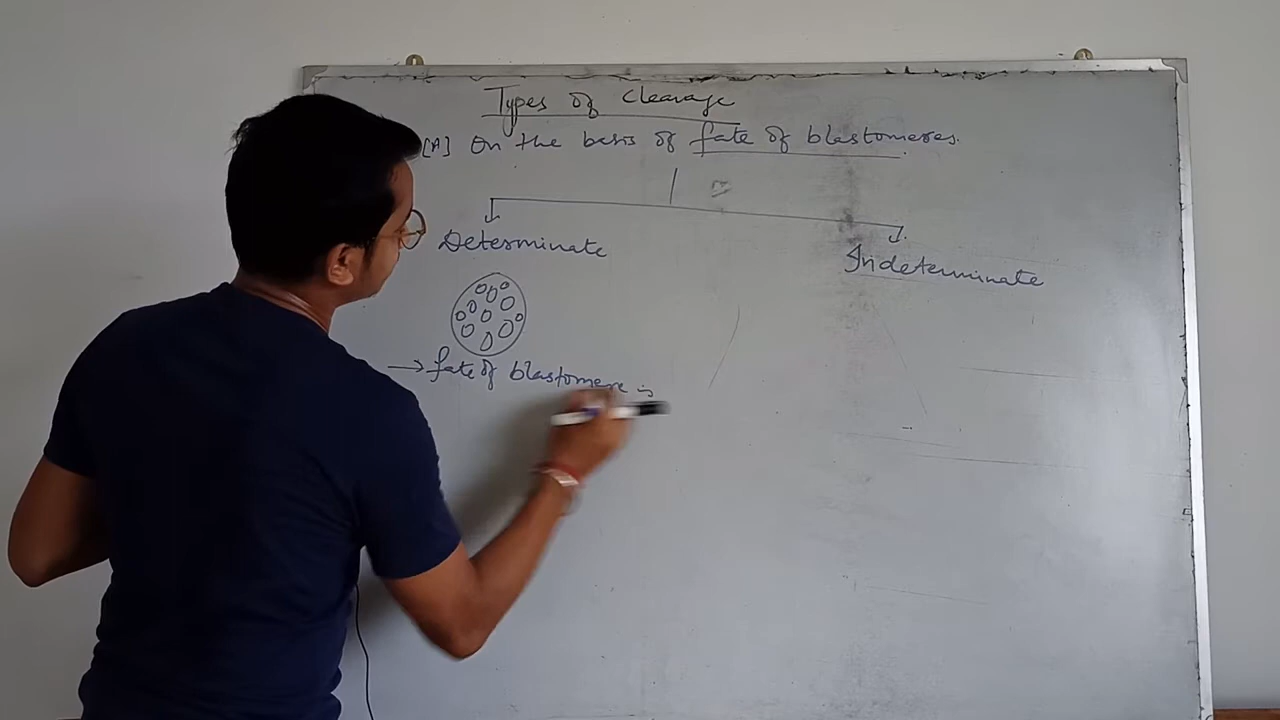 Types of Cleavage
[A] On the basis of fate of blastomeres.
Determinate
Indeterminate
→ fate of blastomere is